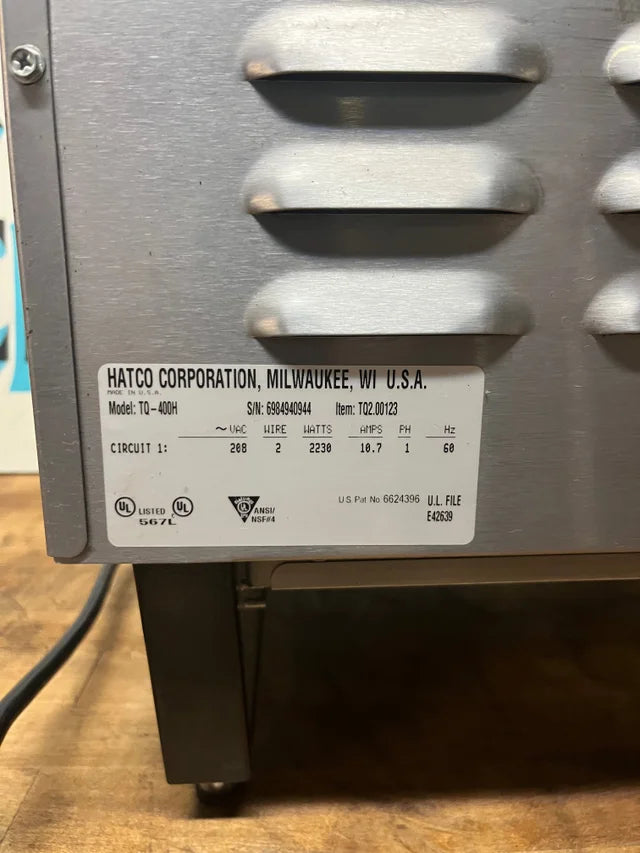 HATCO CORPORATION, MILWAUKEE, WI U.S.A.
MADE IN U.S.A.
Model: TQ-400H S/N: 6984940944 Item: TQ2.00123
~ VAC WIRE WATTS AMPS PH Hz
CIRCUIT 1: 208 2 2230 10.7 1 60
UL LISTED UL
567L
ANSI/
NSF#4
U.S Pat No 6624396
U.L. FILE
E42639